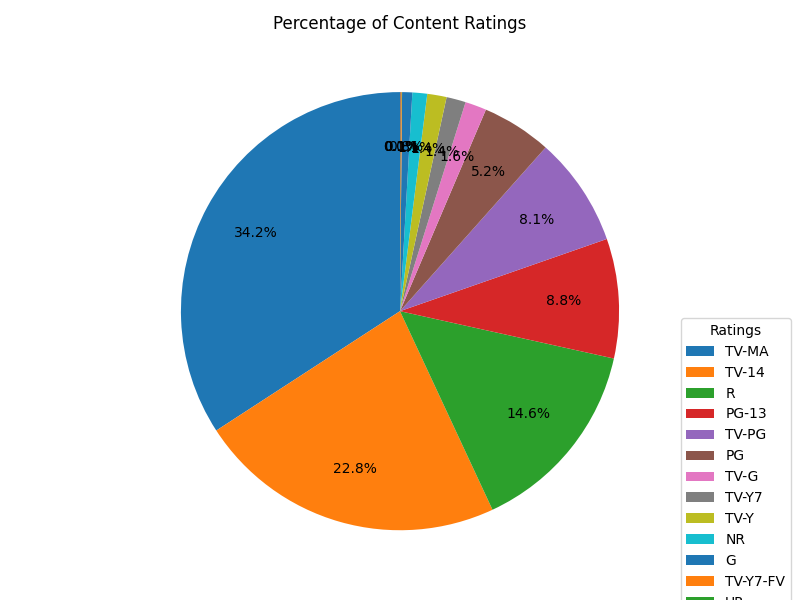 Percentage of Content Ratings
1.4%
1.6%
5.2%
8.1%
34.2%
8.8%
14.6%
22.8%
Ratings
TV-MA
TV-14
R
PG-13
TV-PG
PG
TV-G
TV-Y7
TV-Y
NR
G
TV-Y7-FV